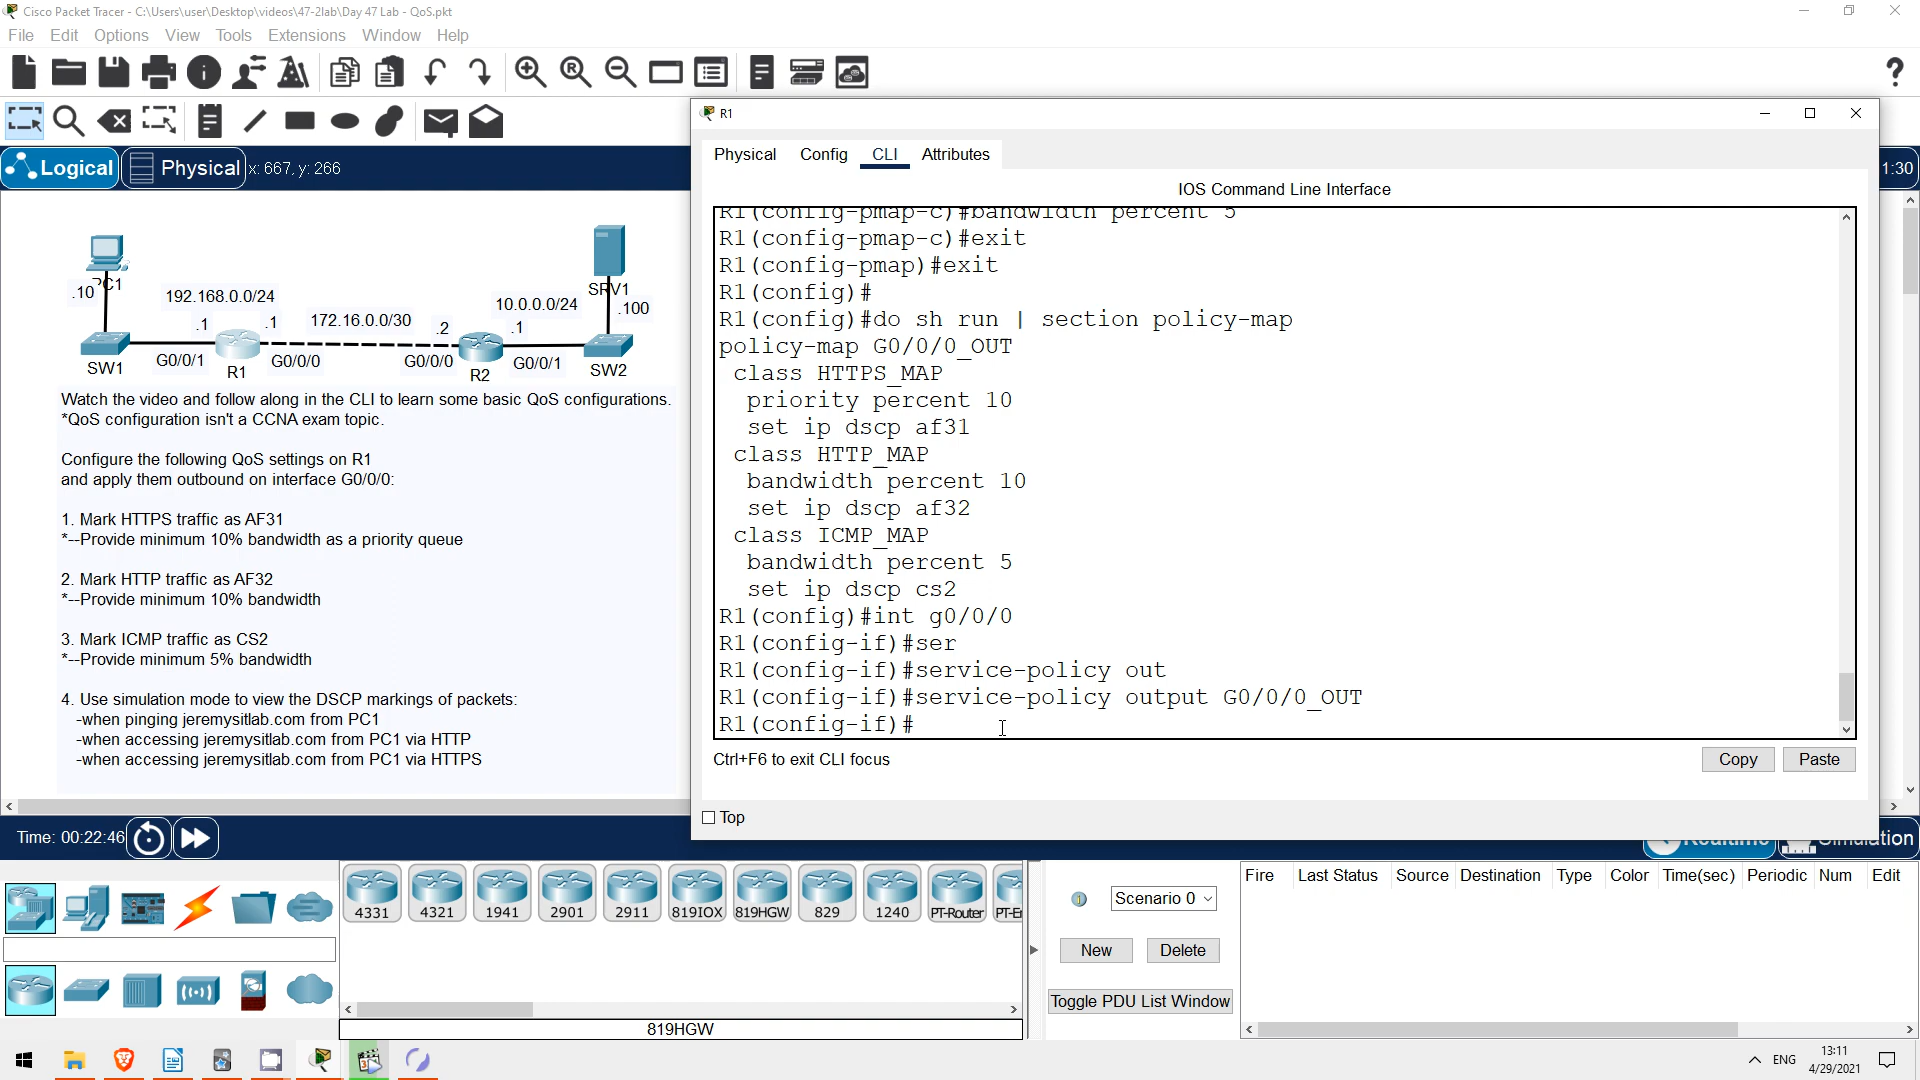 Cisco Packet Tracer - C:\Users\user\Desktop\videos\47-2lab\Day 47 Lab - QoS.pkt
File Edit Options View Tools Extensions Window Help
Logical
Physical
x: 667, y: 266
1:30
R1
Physical Config CLI Attributes
IOS Command Line Interface
R1(config-pmap-c)#bandwidth percent 5
R1(config-pmap-c)#exit
R1(config-pmap)#exit
R1(config)#
R1(config)#do sh run | section policy-map
policy-map G0/0/0_OUT
class HTTPS_MAP
priority percent 10
set ip dscp af31
class HTTP_MAP
bandwidth percent 10
set ip dscp af32
class ICMP_MAP
bandwidth percent 5
set ip dscp cs2
R1(config)#int g0/0/0
R1(config-if)#ser
R1(config-if)#service-policy out
R1(config-if)#service-policy output G0/0/0_OUT
R1(config-if)#
Ctrl+F6 to exit CLI focus
Copy
Paste
Top
.10
PC1
192.168.0.0/24
.1
.1
172.16.0.0/30
.2
10.0.0.0/24
.1
SRV1
.100
SW1
G0/0/1
R1
G0/0/0
G0/0/0
R2
G0/0/1
SW2
Watch the video and follow along in the CLI to learn some basic QoS configurations.
*QoS configuration isn't a CCNA exam topic.
Configure the following QoS settings on R1
and apply them outbound on interface G0/0/0:
1. Mark HTTPS traffic as AF31
*--Provide minimum 10% bandwidth as a priority queue
2. Mark HTTP traffic as AF32
*--Provide minimum 10% bandwidth
3. Mark ICMP traffic as CS2
*--Provide minimum 5% bandwidth
4. Use simulation mode to view the DSCP markings of packets:
-when pinging jeremysitlab.com from PC1
-when accessing jeremysitlab.com from PC1 via HTTP
-when accessing jeremysitlab.com from PC1 via HTTPS
Time: 00:22:46
Realtime
Simulation
4331 4321 1941 2901 2911 819IOX 819HGW 829 1240 PT-Router PT-E
819HGW
Scenario 0
New
Delete
Toggle PDU List Window
Fire Last Status Source Destination Type Color Time(sec) Periodic Num Edit
ENG
13:11
4/29/2021